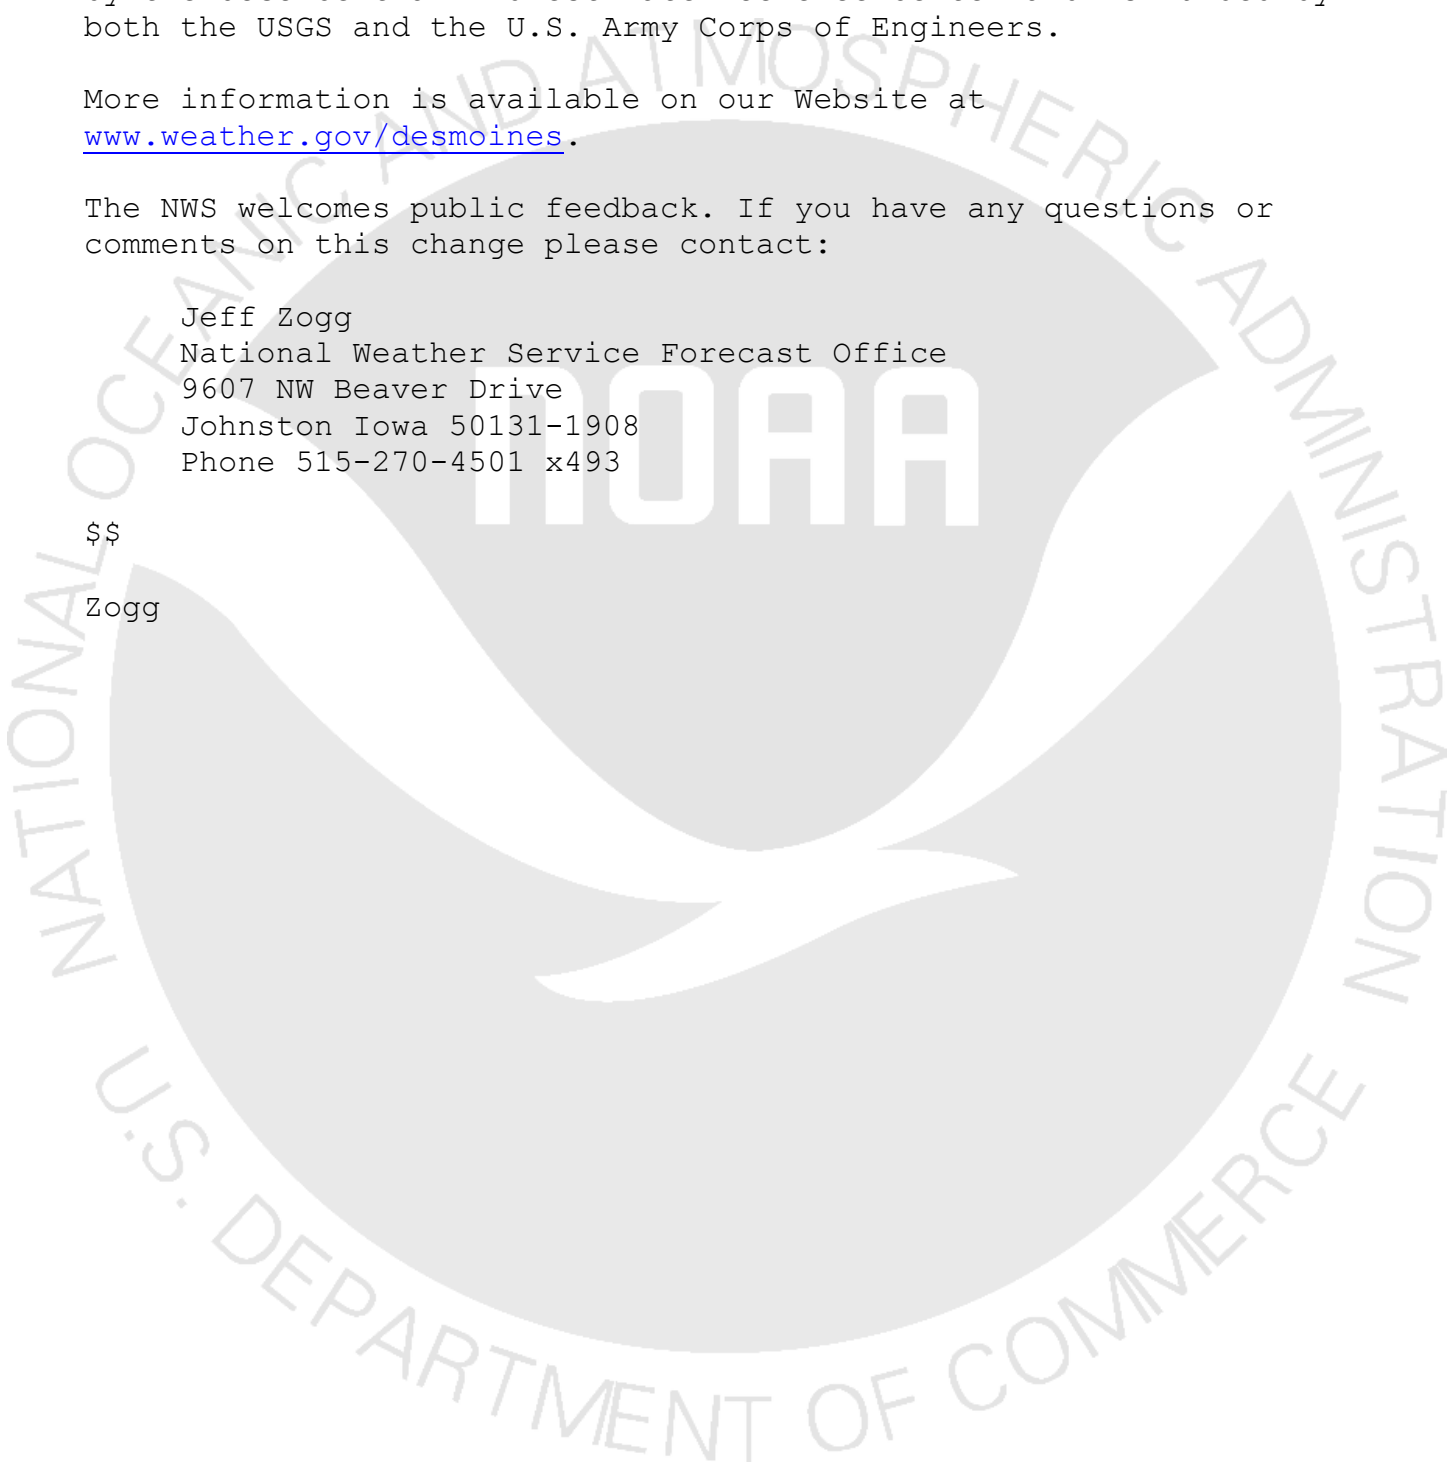 both the USGS and the U.S. Army Corps of Engineers.
More information is available on our Website at
www.weather.gov/desmoines.
The NWS welcomes public feedback. If you have any questions or
comments on this change please contact:
Jeff Zogg
National Weather Service Forecast Office
9607 NW Beaver Drive
Johnston Iowa 50131-1908
Phone 515-270-4501 x493
$$
Zogg
NATIONAL OCEANIC AND ATMOSPHERIC ADMINISTRATION
NOAA
U.S. DEPARTMENT OF COMMERCE